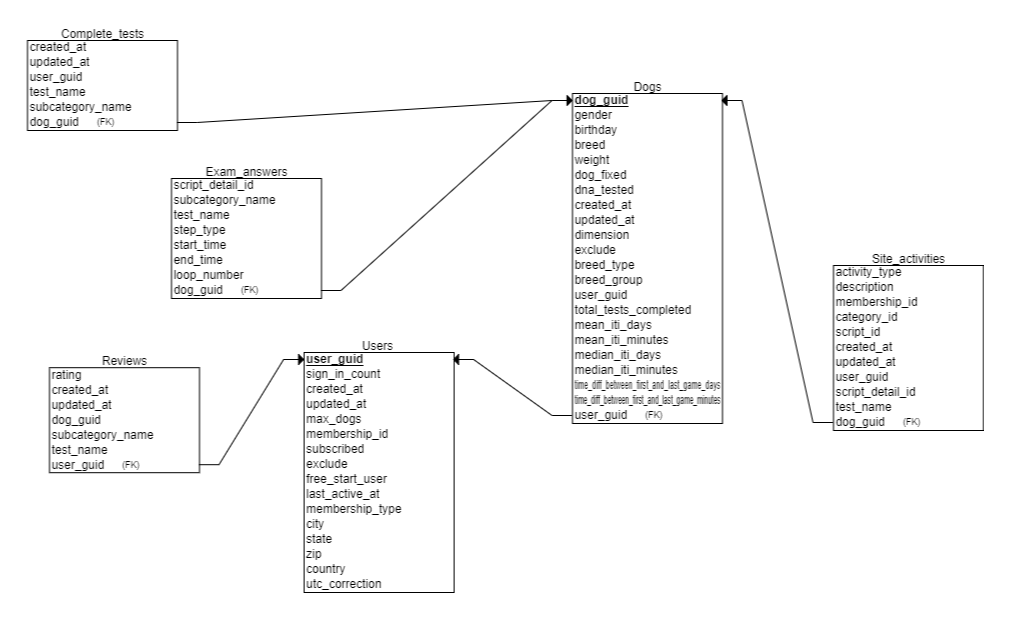 Complete_tests
created_at
updated_at
user_guid
test_name
subcategory_name
dog_guid (FK)
Exam_answers
script_detail_id
subcategory_name
test_name
step_type
start_time
end_time
loop_number
dog_guid (FK)
Reviews
rating
created_at
updated_at
dog_guid
subcategory_name
test_name
user_guid (FK)
Users
user_guid
sign_in_count
created_at
updated_at
max_dogs
membership_id
subscribed
exclude
free_start_user
last_active_at
membership_type
city
state
zip
country
utc_correction
Dogs
dog_guid
gender
birthday
breed
weight
dog_fixed
dna_tested
created_at
updated_at
dimension
exclude
breed_type
breed_group
user_guid
total_tests_completed
mean_iti_days
mean_iti_minutes
median_iti_days
median_iti_minutes
time_diff_between_first_and_last_game_days
time_diff_between_first_and_last_game_minutes
user_guid (FK)
Site_activities
activity_type
description
membership_id
category_id
script_id
created_at
updated_at
user_guid
script_detail_id
test_name
dog_guid (FK)